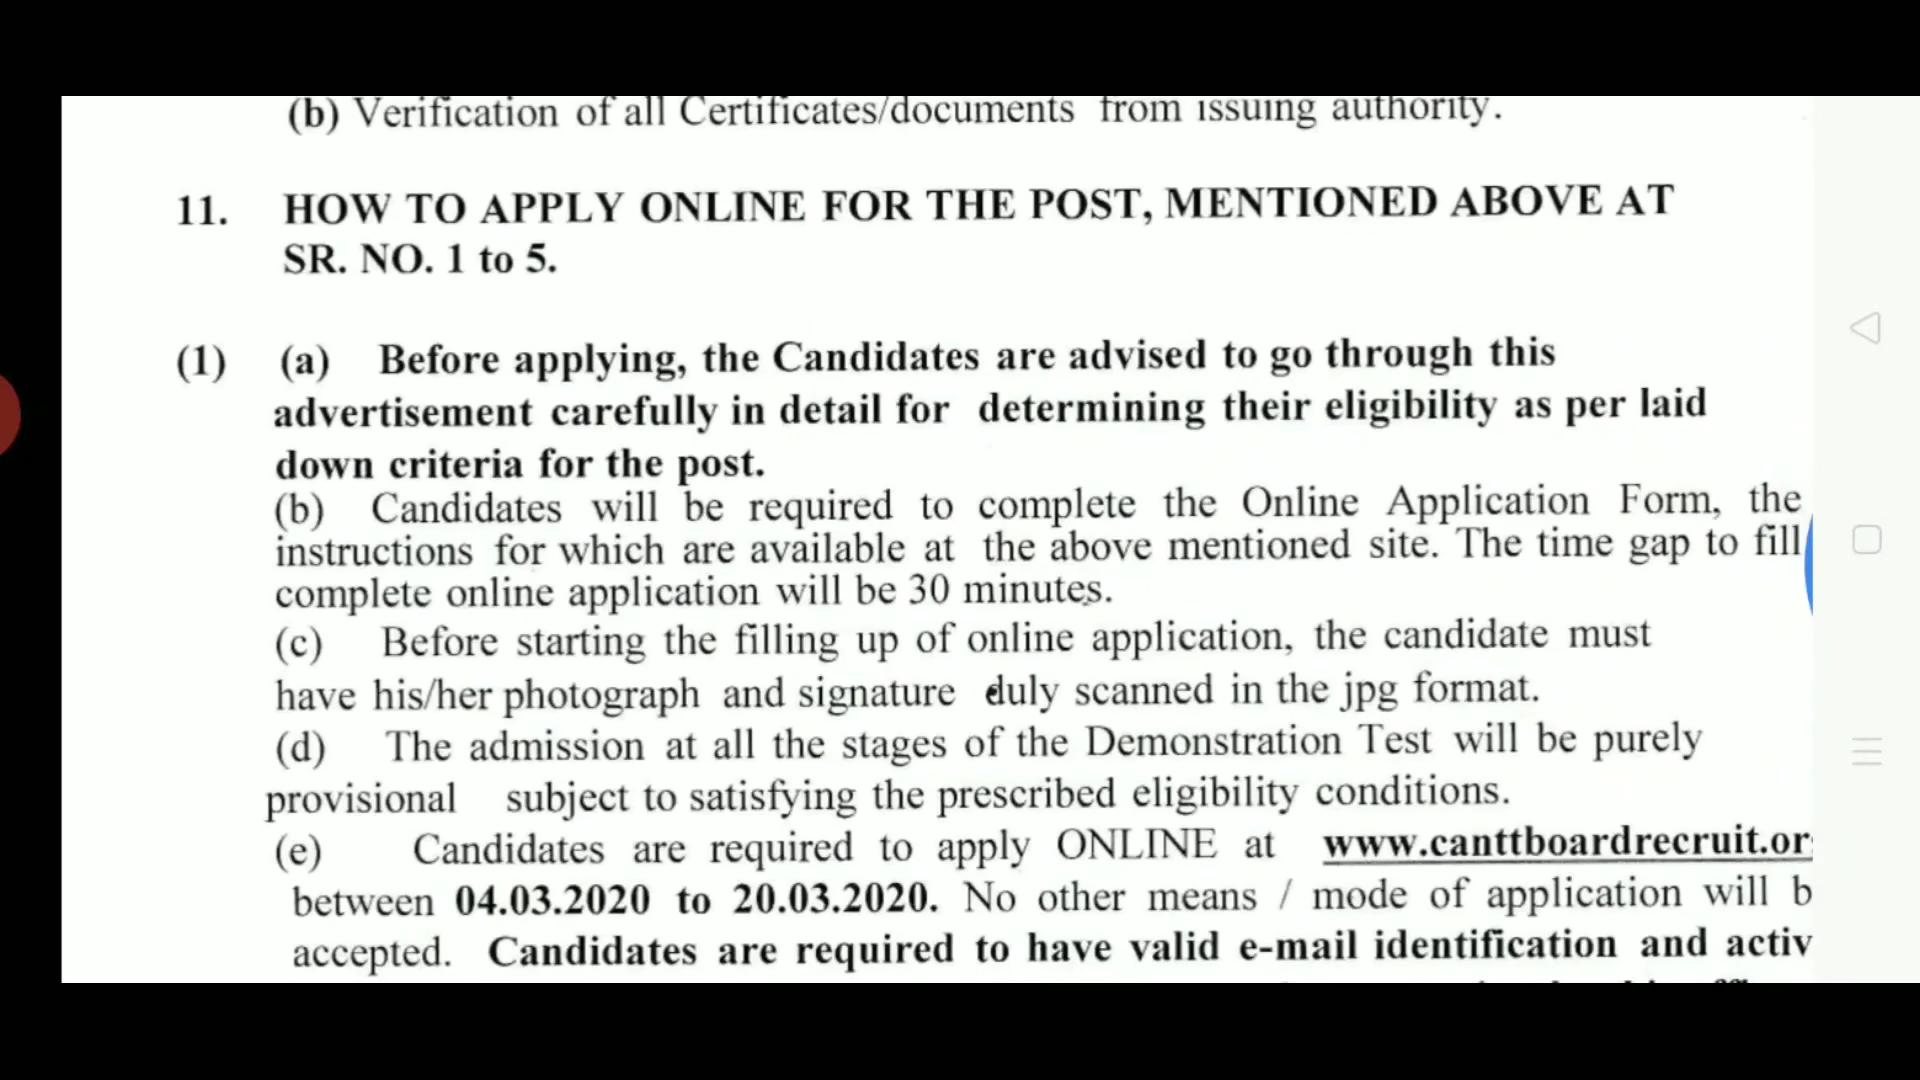 (b) Verification of all Certificates/documents from issuing authority.
11. HOW TO APPLY ONLINE FOR THE POST, MENTIONED ABOVE AT
SR. NO. 1 to 5.
(1) (a) Before applying, the Candidates are advised to go through this
advertisement carefully in detail for determining their eligibility as per laid
down criteria for the post.
(b) Candidates will be required to complete the Online Application Form, the
instructions for which are available at the above mentioned site. The time gap to fill
complete online application will be 30 minutes.
(c) Before starting the filling up of online application, the candidate must
have his/her photograph and signature duly scanned in the jpg format.
(d) The admission at all the stages of the Demonstration Test will be purely
provisional subject to satisfying the prescribed eligibility conditions.
(e) Candidates are required to apply ONLINE at www.canttboardrecruit.or
between 04.03.2020 to 20.03.2020. No other means / mode of application will b
accepted. Candidates are required to have valid e-mail identification and activ